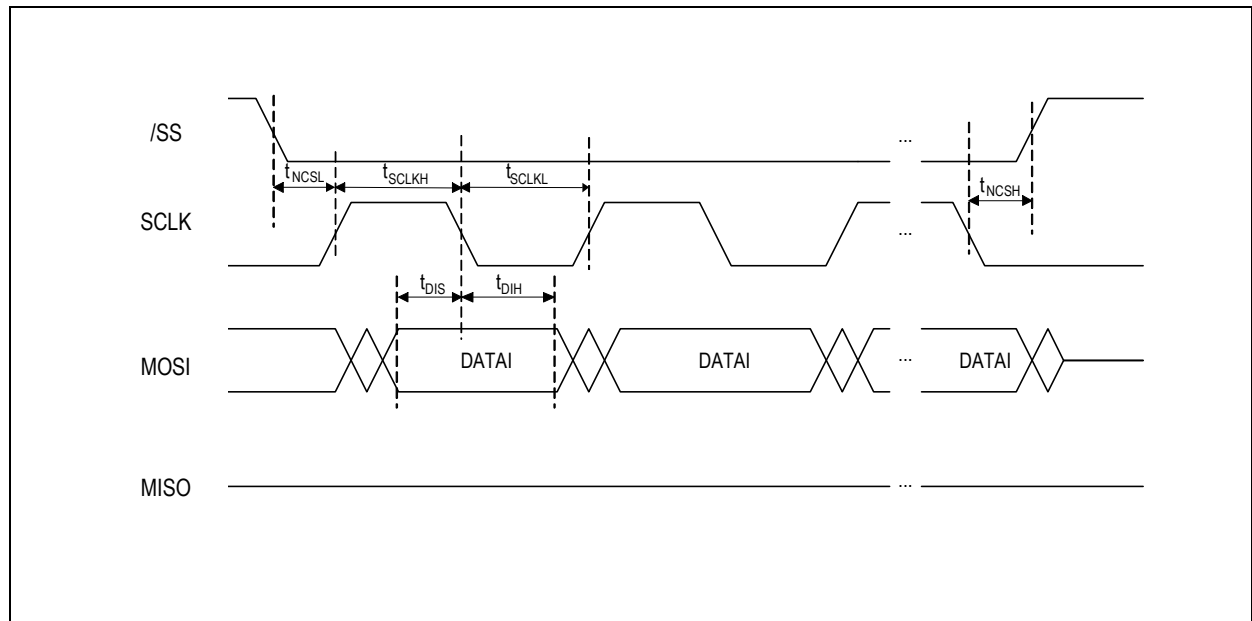 /SS
...
tNCSL
tSCLKH
tSCLKL
tNCSH
SCLK
...
tDIS
tDIH
MOSI
DATAI
DATAI
...
DATAI
MISO
...